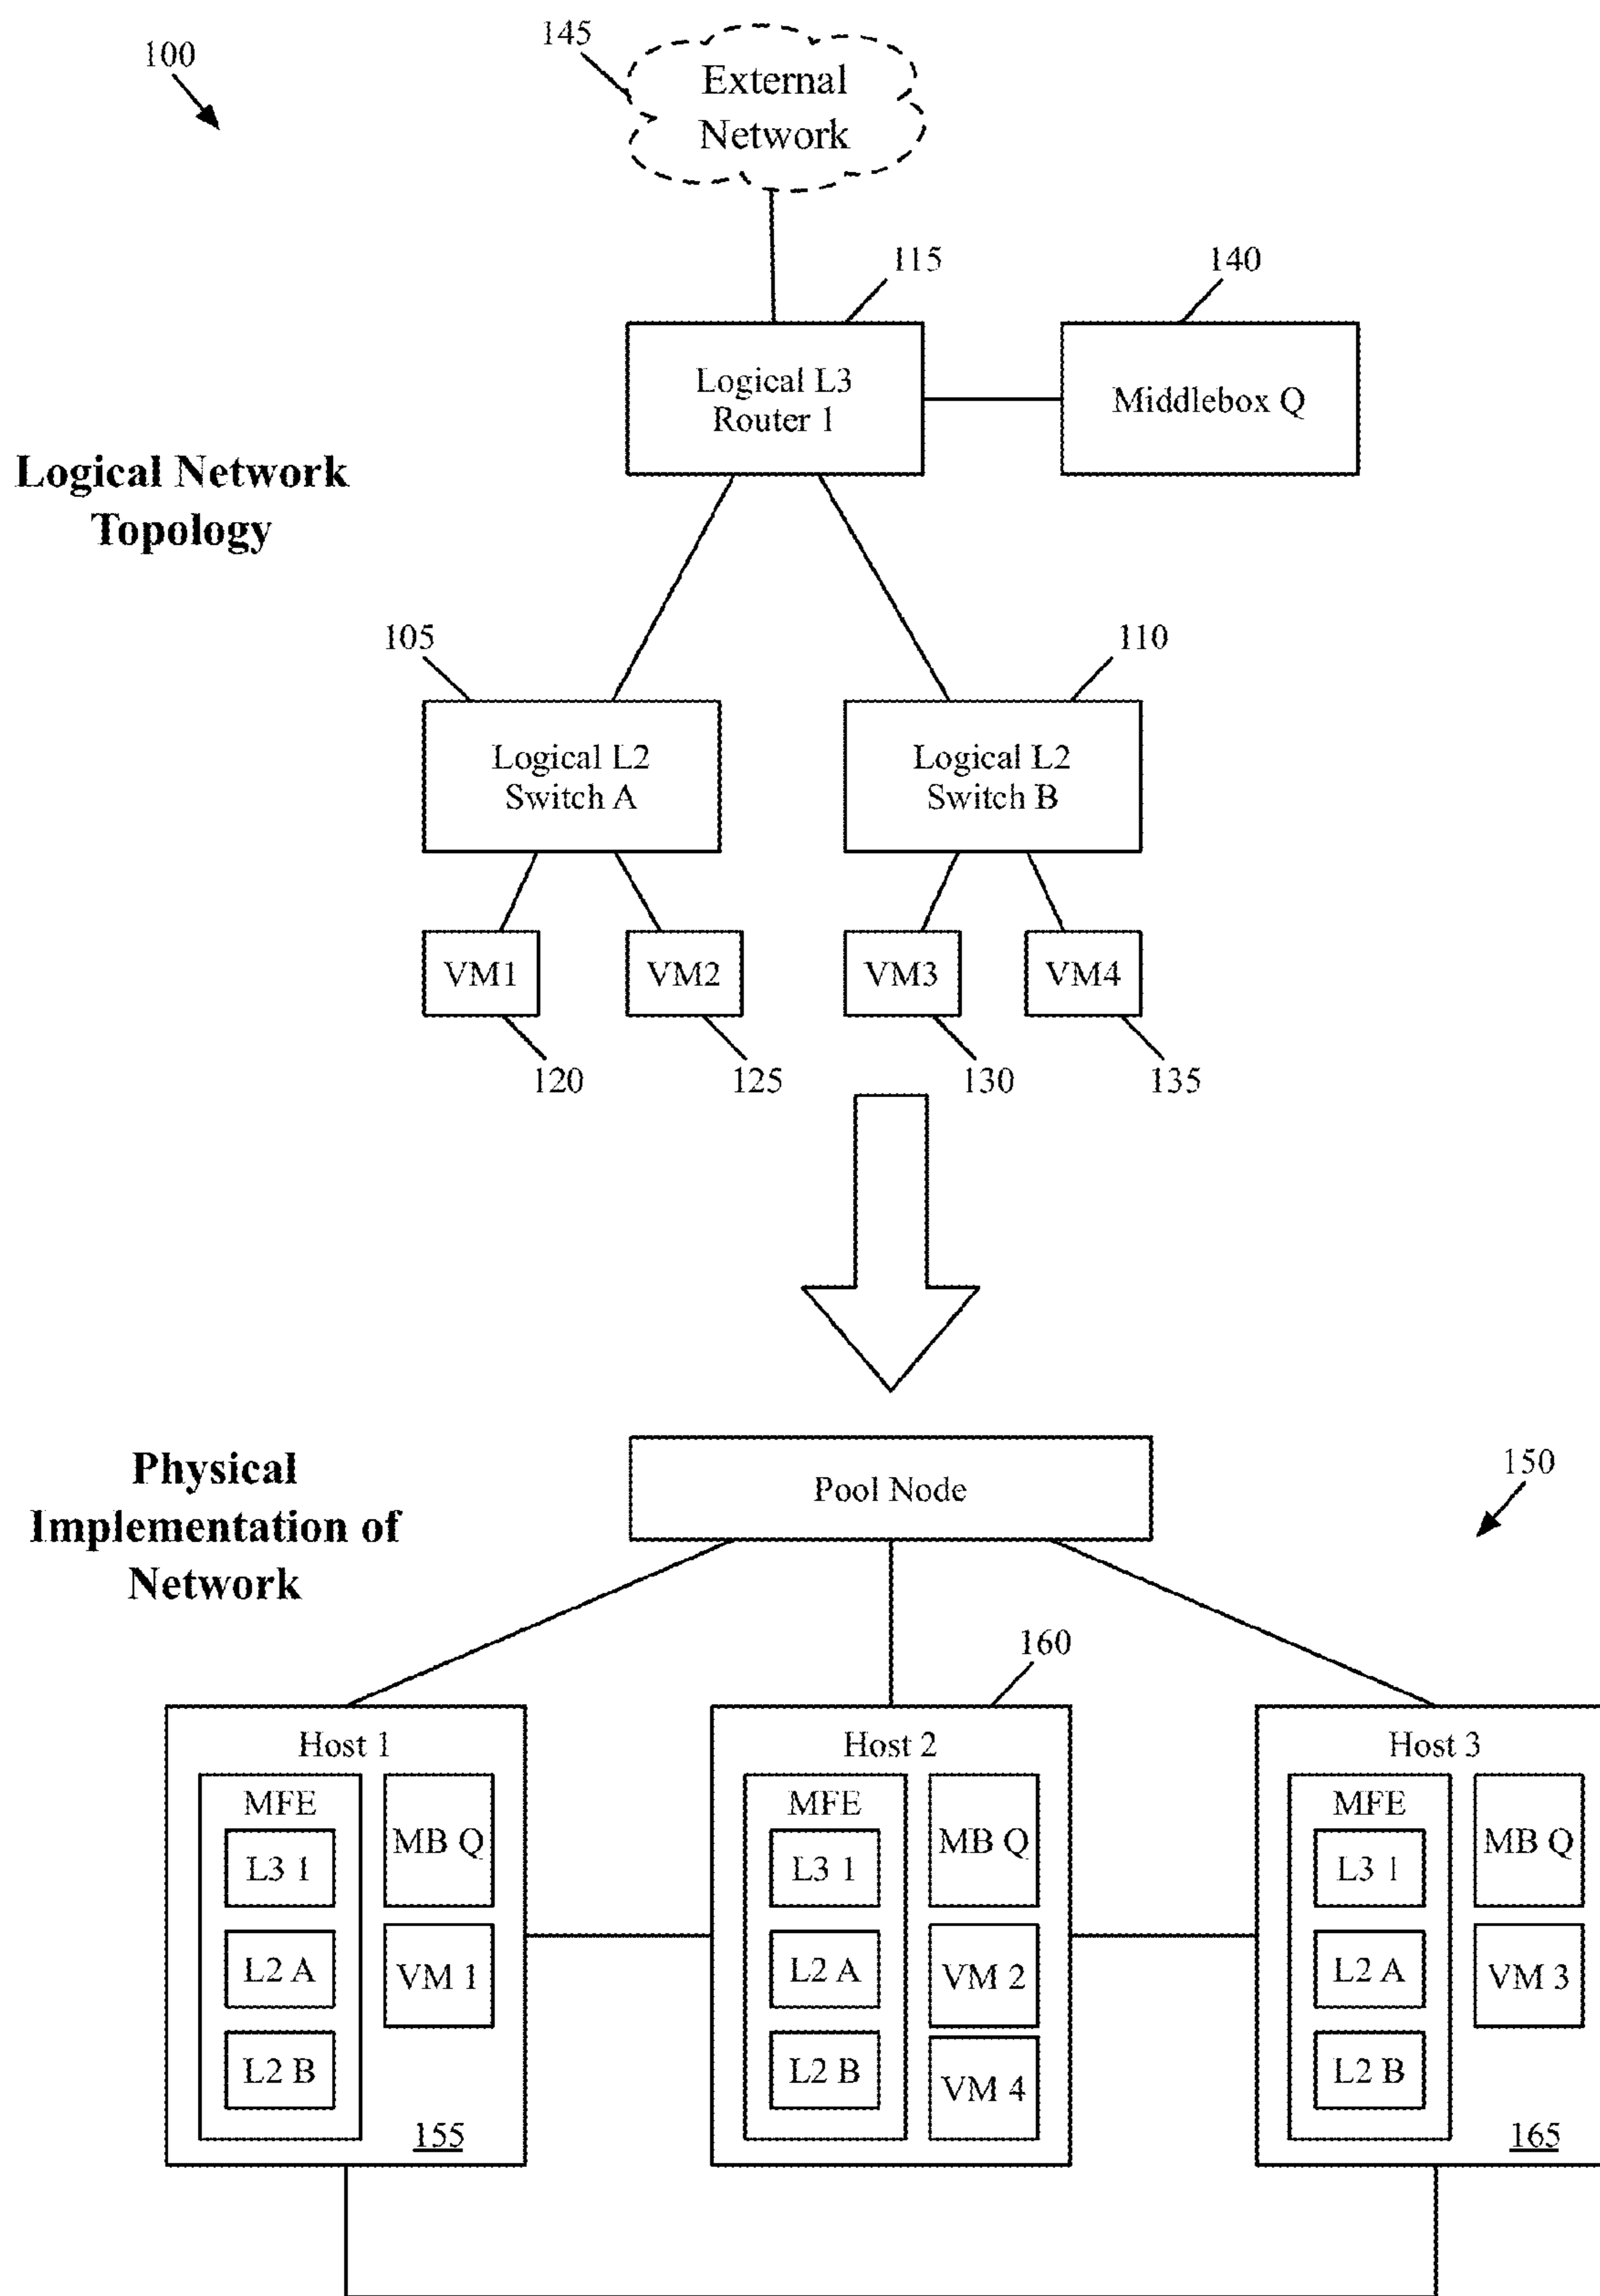 100
145
External
Network
115
140
Logical L3
Router 1
Middlebox Q
Logical Network
Topology
105
110
Logical L2
Switch A
Logical L2
Switch B
VM1
VM2
VM3
VM4
120
125
130
135
Physical
Implementation of
Network
Pool Node
150
160
Host 1
MFE
L3 1
L2 A
L2 B
MB Q
VM 1
155
Host 2
MFE
L3 1
L2 A
L2 B
MB Q
VM 2
VM 4
Host 3
MFE
L3 1
L2 A
L2 B
MB Q
VM 3
165